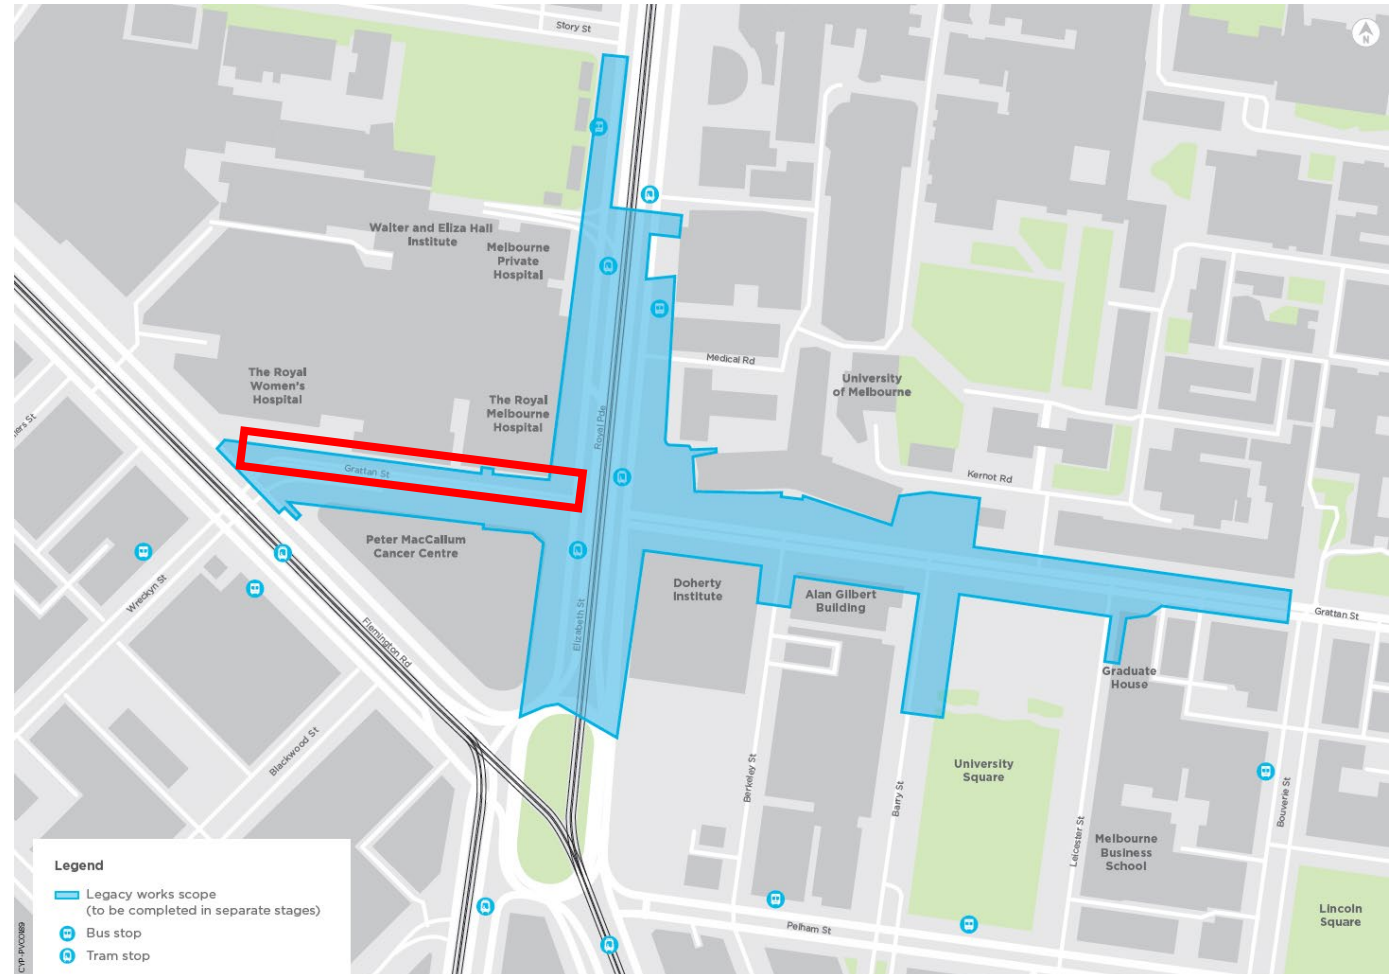 Story St
N
Walter and Eliza Hall
Institute
Melbourne
Private
Hospital
The Royal
Women's
Hospital
The Royal
Melbourne
Hospital
Medical Rd
University
of Melbourne
Royal Pde
Grattan St
Kernot Rd
Peter MacCallum
Cancer Centre
Doherty
Institute
Alan Gilbert
Building
Grattan St
Wreckyn St
Flemington Rd
Elizabeth St
Graduate
House
Blackwood St
Berkeley St
Barry St
University
Square
Leicester St
Bouverie St
Melbourne
Business
School
Pelham St
Lincoln
Square
Legend
Legacy works scope
(to be completed in separate stages)
Bus stop
Tram stop
CYP-PVC0189